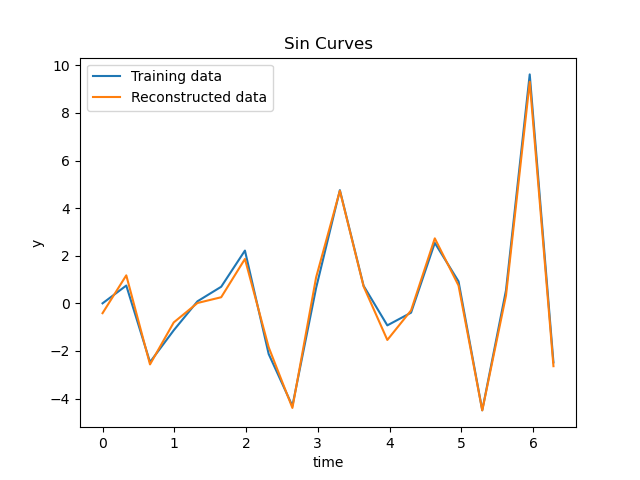 Sin Curves
Training data
Reconstructed data
10
8
6
4
2
0
−2
−4
y
0 1 2 3 4 5 6
time